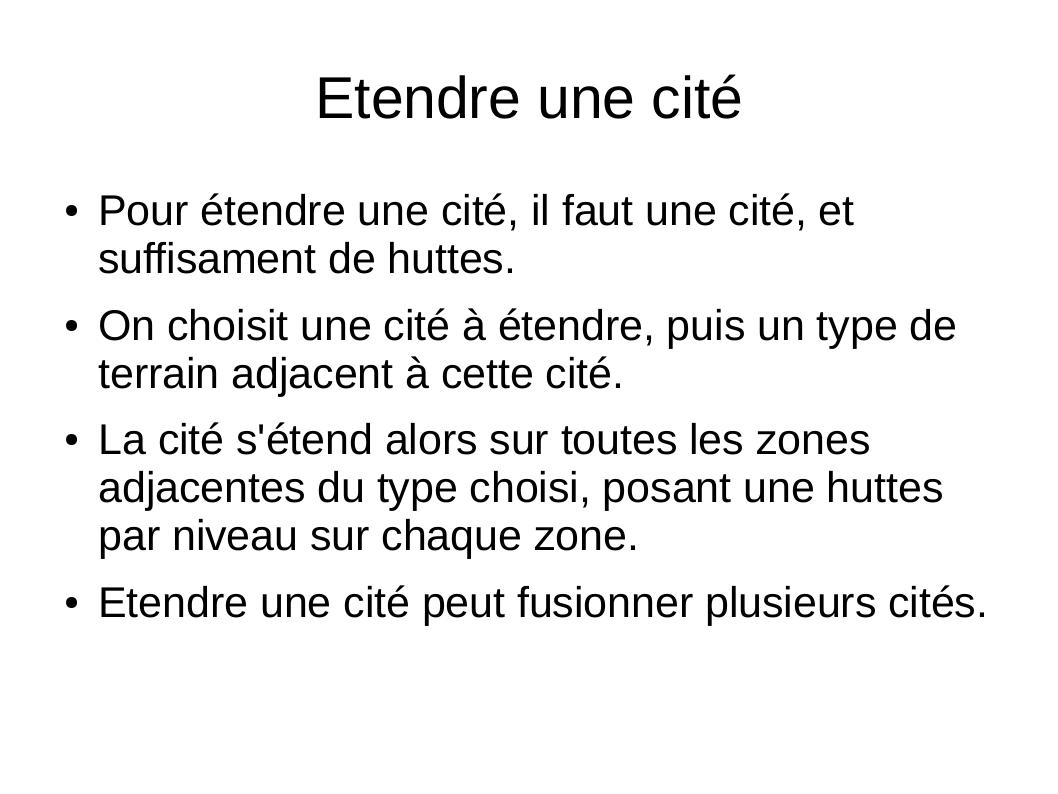 Etendre une cité
• Pour étendre une cité, il faut une cité, et
suffisament de huttes.
• On choisit une cité à étendre, puis un type de
terrain adjacent à cette cité.
• La cité s'étend alors sur toutes les zones
adjacentes du type choisi, posant une huttes
par niveau sur chaque zone.
• Etendre une cité peut fusionner plusieurs cités.